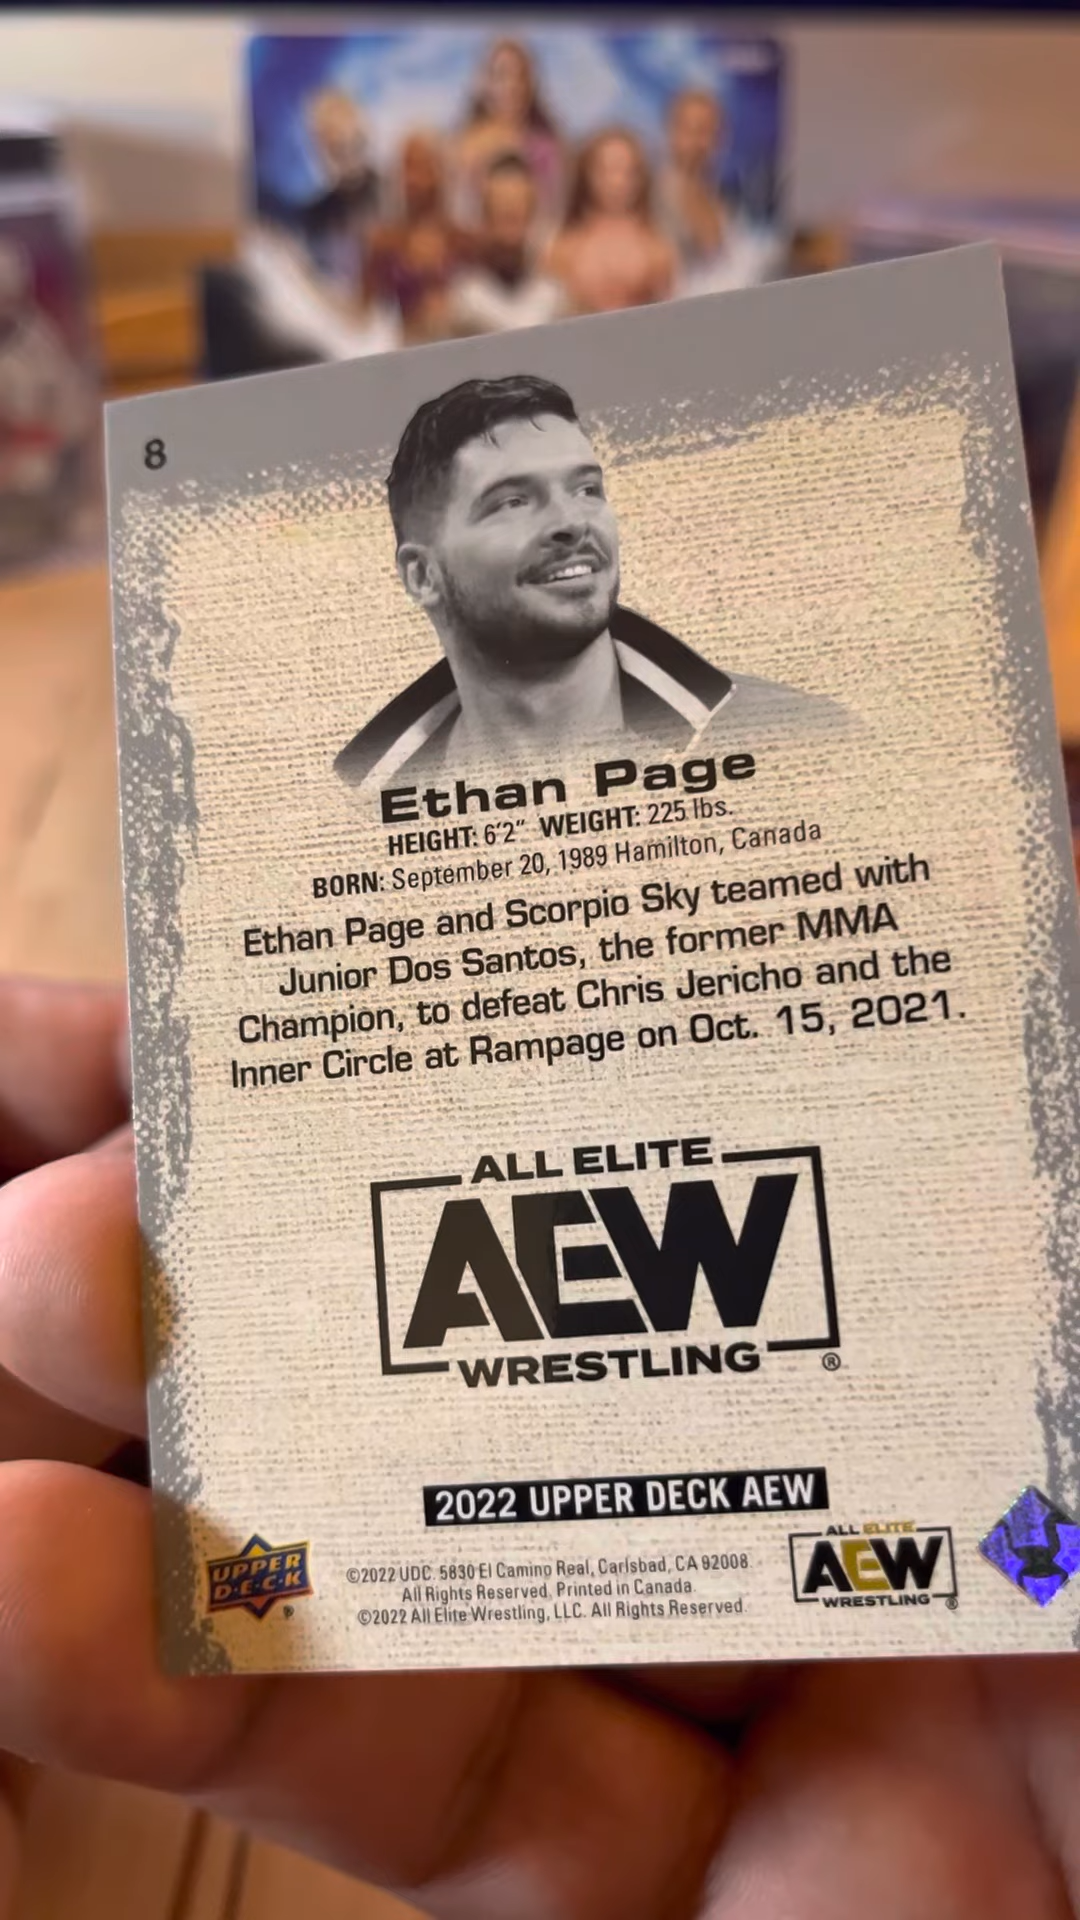 8
Ethan Page
HEIGHT: 6'2" WEIGHT: 225 lbs.
BORN: September 20, 1989 Hamilton, Canada
Ethan Page and Scorpio Sky teamed with
Junior Dos Santos, the former MMA
Champion, to defeat Chris Jericho and the
Inner Circle at Rampage on Oct. 15, 2021.
ALL ELITE
AEW
WRESTLING ®
2022 UPPER DECK AEW
UPPER
D·E·C·K
©2022 UDC. 5830 El Camino Real, Carlsbad, CA 92008.
All Rights Reserved. Printed in Canada.
©2022 All Elite Wrestling, LLC. All Rights Reserved.
ALL ELITE
AEW
WRESTLING ®